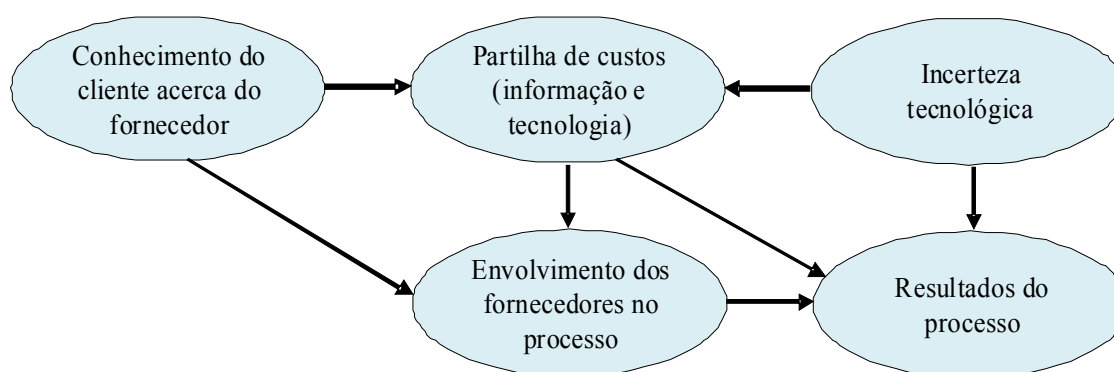 Conhecimento do
cliente acerca do
fornecedor
Partilha de custos
(informação e
tecnologia)
Incerteza
tecnológica
Envolvimento dos
fornecedores no
processo
Resultados do
processo